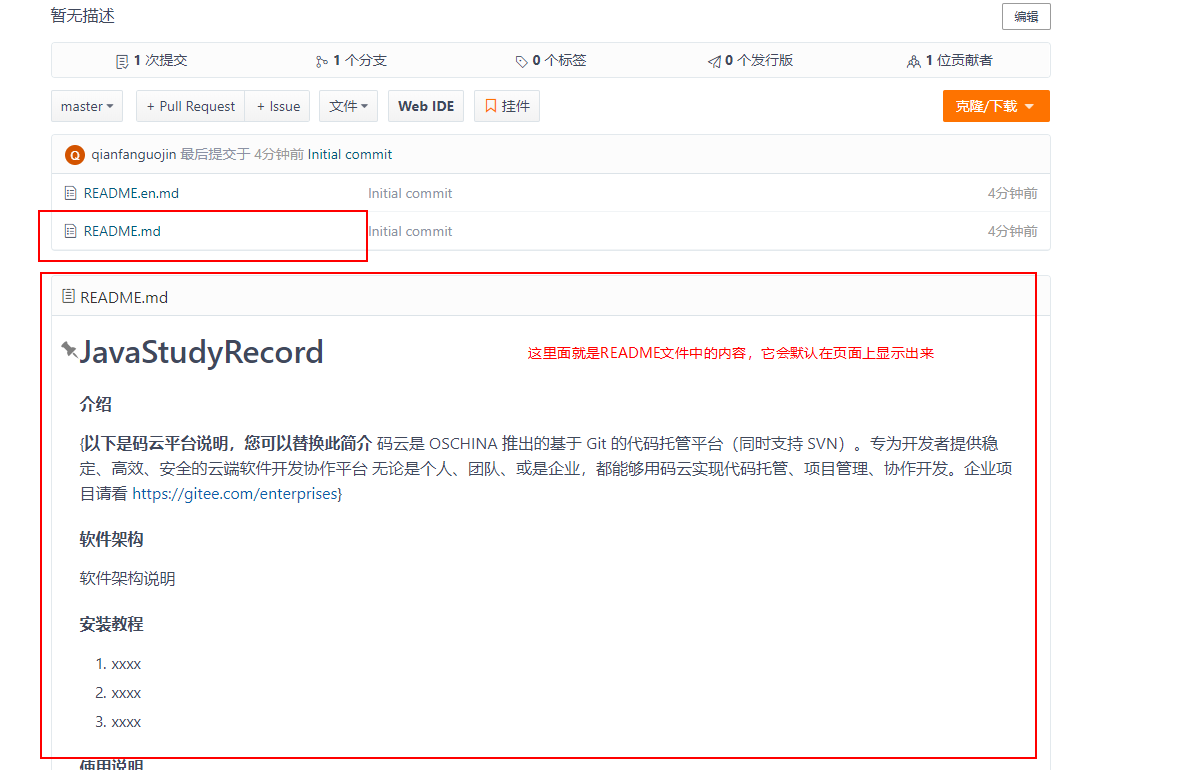 暂无描述
编辑
1 次提交 1 个分支 0 个标签 0 个发行版 1 位贡献者
master + Pull Request + Issue 文件 Web IDE 挂件 克隆/下载
Q qianfanguojin 最后提交于 4分钟前 Initial commit
README.en.md Initial commit 4分钟前
README.md Initial commit 4分钟前
README.md
JavaStudyRecord
这里面就是README文件中的内容，它会默认在页面上显示出来
介绍
{以下是码云平台说明，您可以替换此简介 码云是 OSCHINA 推出的基于 Git 的代码托管平台（同时支持 SVN）。专为开发者提供稳
定、高效、安全的云端软件开发协作平台 无论是个人、团队、或是企业，都能够用码云实现代码托管、项目管理、协作开发。企业项
目请看 https://gitee.com/enterprises}
软件架构
软件架构说明
安装教程
1. xxxx
2. xxxx
3. xxxx
使用说明